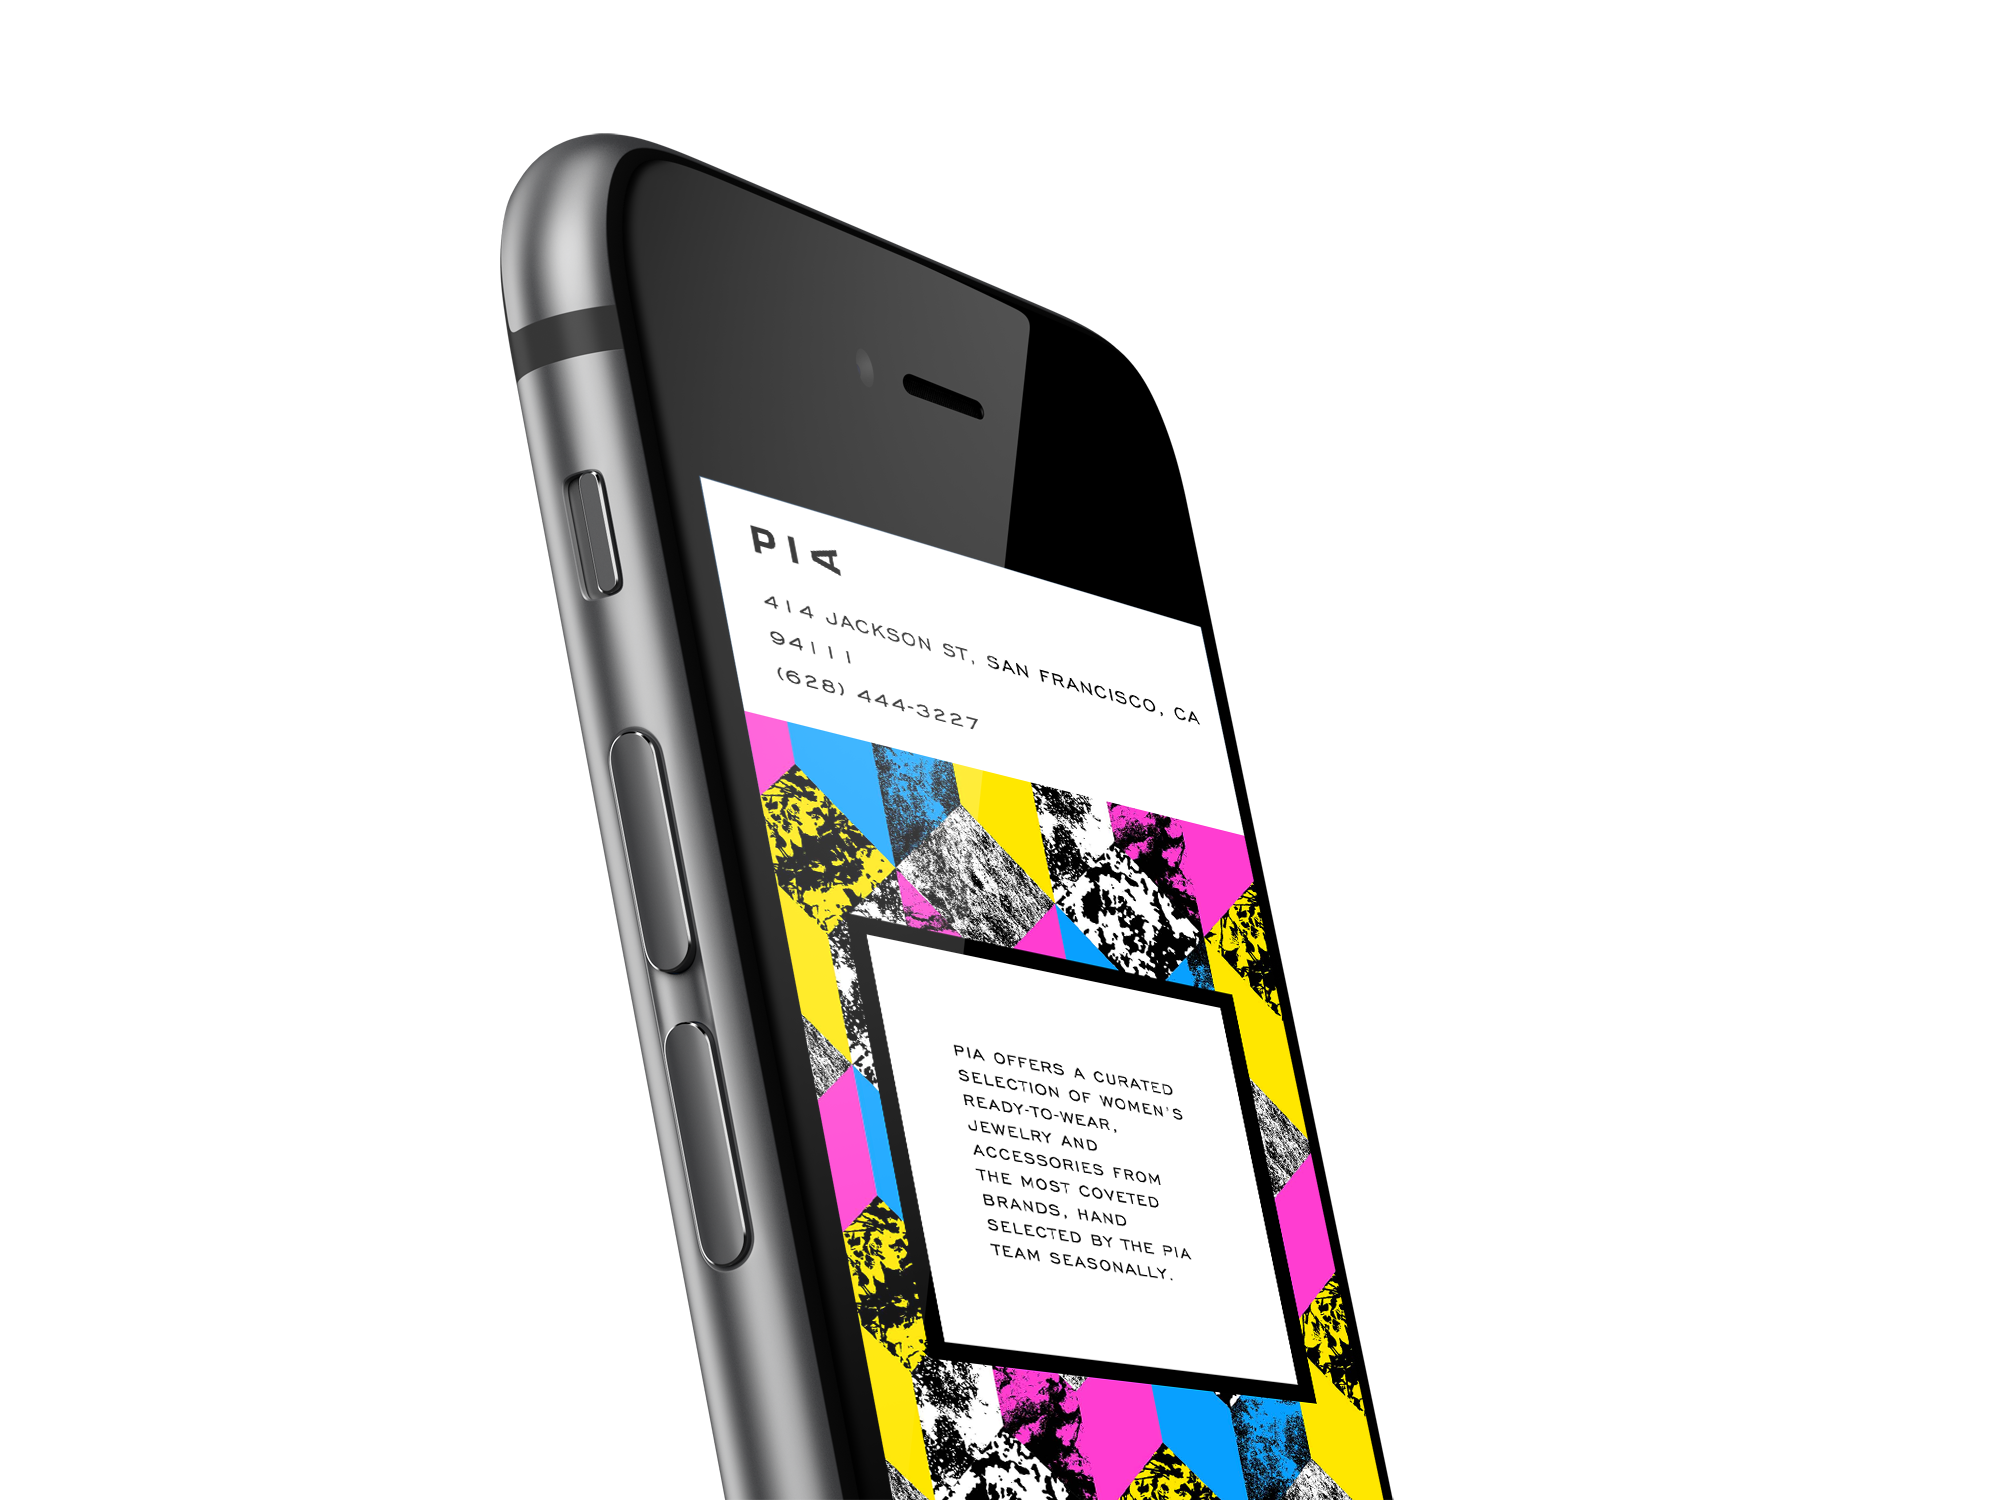 PIA
414 JACKSON ST, SAN FRANCISCO, CA
94111
(628) 444-3227
PIA OFFERS A CURATED
SELECTION OF WOMEN'S
READY-TO-WEAR,
JEWELRY AND
ACCESSORIES FROM
THE MOST COVETED
BRANDS, HAND
SELECTED BY THE PIA
TEAM SEASONALLY.